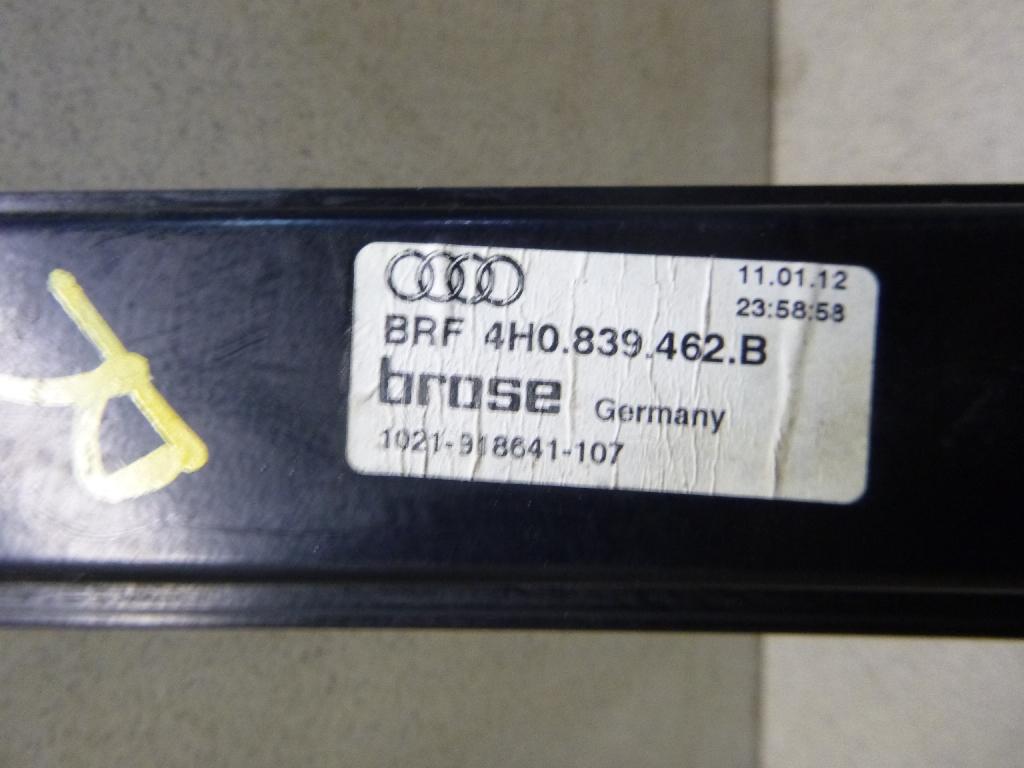 11.01.12
23:58:58
BRF 4H0.839.462.B
brose Germany
1021-918641-107
R